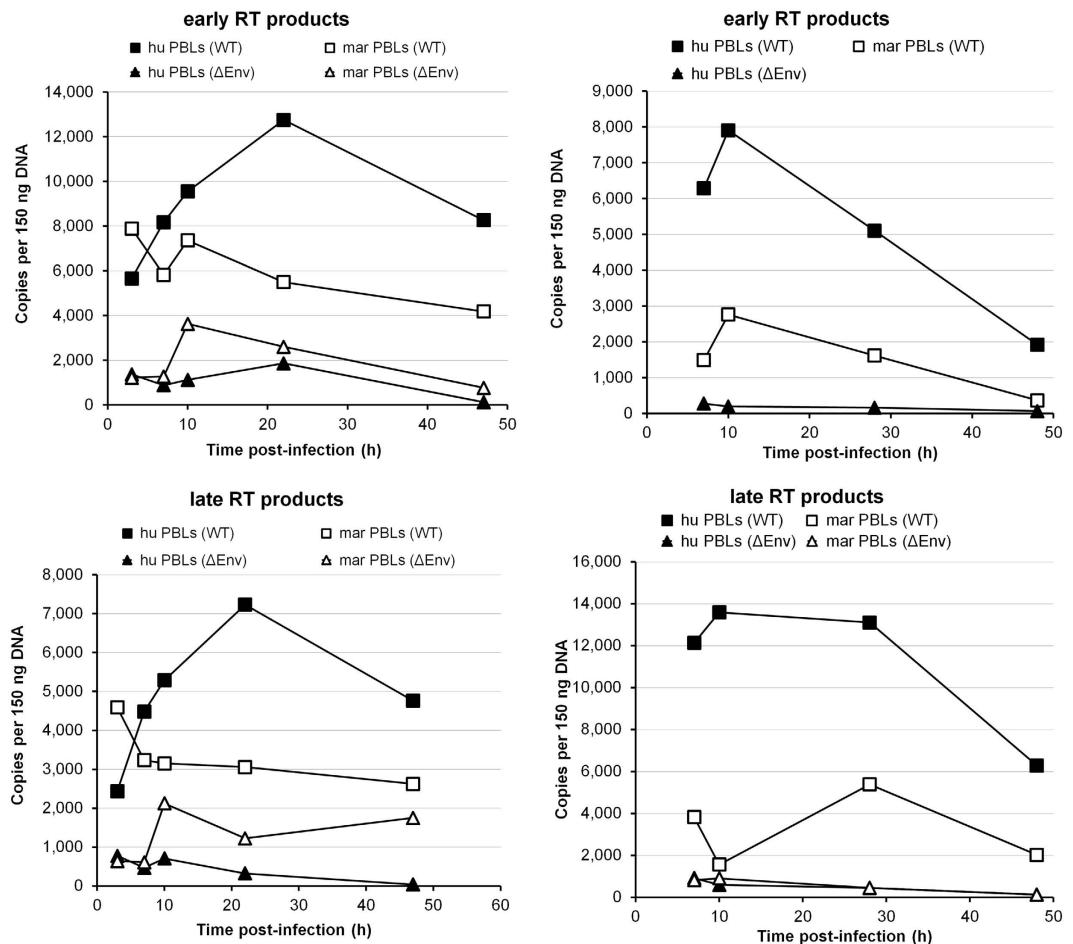 early RT products
hu PBLs (WT) mar PBLs (WT)
hu PBLs (ΔEnv) mar PBLs (ΔEnv)
Copies per 150 ng DNA
14,000
12,000
10,000
8,000
6,000
4,000
2,000
0
0 10 20 30 40 50
Time post-infection (h)
early RT products
hu PBLs (WT) mar PBLs (WT)
hu PBLs (ΔEnv)
Copies per 150 ng DNA
9,000
8,000
7,000
6,000
5,000
4,000
3,000
2,000
1,000
0
0 10 20 30 40 50
Time post-infection (h)
late RT products
hu PBLs (WT) mar PBLs (WT)
hu PBLs (ΔEnv) mar PBLs (ΔEnv)
Copies per 150 ng DNA
8,000
7,000
6,000
5,000
4,000
3,000
2,000
1,000
0
0 10 20 30 40 50 60
Time post-infection (h)
late RT products
hu PBLs (WT) mar PBLs (WT)
hu PBLs (ΔEnv) mar PBLs (ΔEnv)
Copies per 150 ng DNA
16,000
14,000
12,000
10,000
8,000
6,000
4,000
2,000
0
0 10 20 30 40 50
Time post-infection (h)